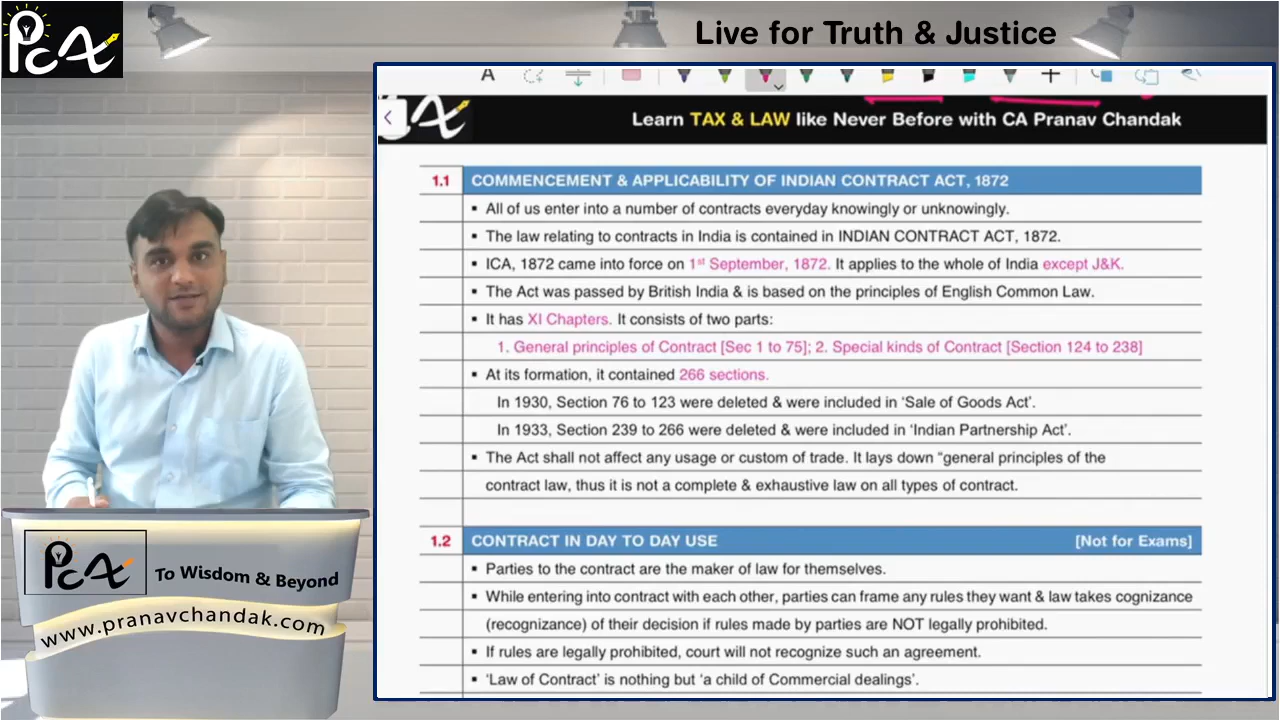 PCA
Live for Truth & Justice
A
Learn TAX & LAW like Never Before with CA Pranav Chandak
1.1 COMMENCEMENT & APPLICABILITY OF INDIAN CONTRACT ACT, 1872
▪ All of us enter into a number of contracts everyday knowingly or unknowingly.
▪ The law relating to contracts in India is contained in INDIAN CONTRACT ACT, 1872.
▪ ICA, 1872 came into force on 1st September, 1872. It applies to the whole of India except J&K.
▪ The Act was passed by British India & is based on the principles of English Common Law.
▪ It has XI Chapters. It consists of two parts:
1. General principles of Contract [Sec 1 to 75]; 2. Special kinds of Contract [Section 124 to 238]
▪ At its formation, it contained 266 sections.
In 1930, Section 76 to 123 were deleted & were included in ‘Sale of Goods Act’.
In 1933, Section 239 to 266 were deleted & were included in ‘Indian Partnership Act’.
▪ The Act shall not affect any usage or custom of trade. It lays down “general principles of the
contract law, thus it is not a complete & exhaustive law on all types of contract.
1.2 CONTRACT IN DAY TO DAY USE [Not for Exams]
▪ Parties to the contract are the maker of law for themselves.
▪ While entering into contract with each other, parties can frame any rules they want & law takes cognizance
(recognizance) of their decision if rules made by parties are NOT legally prohibited.
▪ If rules are legally prohibited, court will not recognize such an agreement.
▪ ‘Law of Contract’ is nothing but ‘a child of Commercial dealings’.
PCA
To Wisdom & Beyond
www.pranavchandak.com